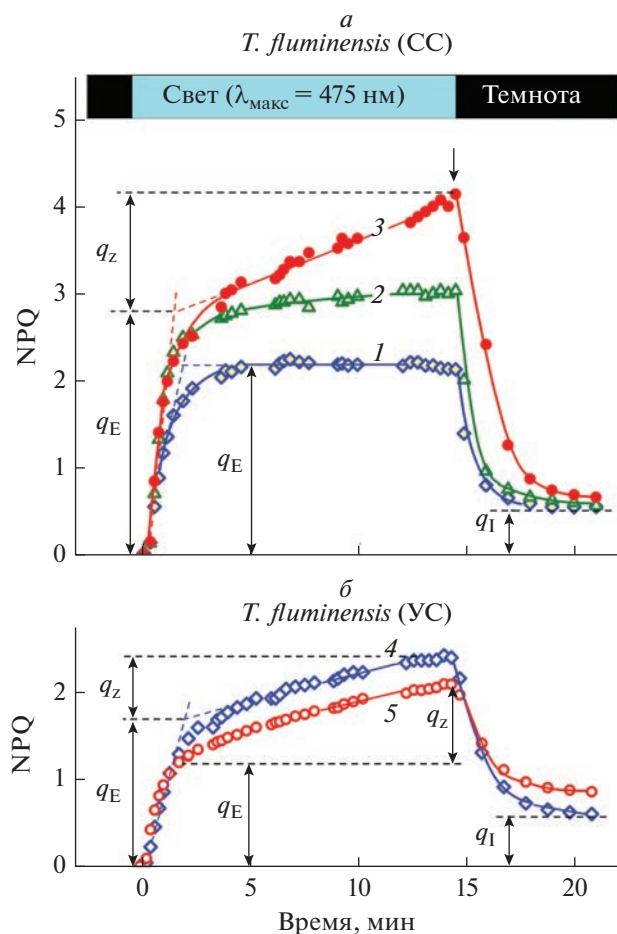 а
T. fluminensis (СС)
Свет (λмакс = 475 нм)
Темнота
5
4
3
2
1
0
NPQ
qz
qE
qE
qI
3
2
1
б
T. fluminensis (УС)
2
1
0
NPQ
qz
qE
qE
qz
qI
4
5
0
5
10
15
20
Время, мин